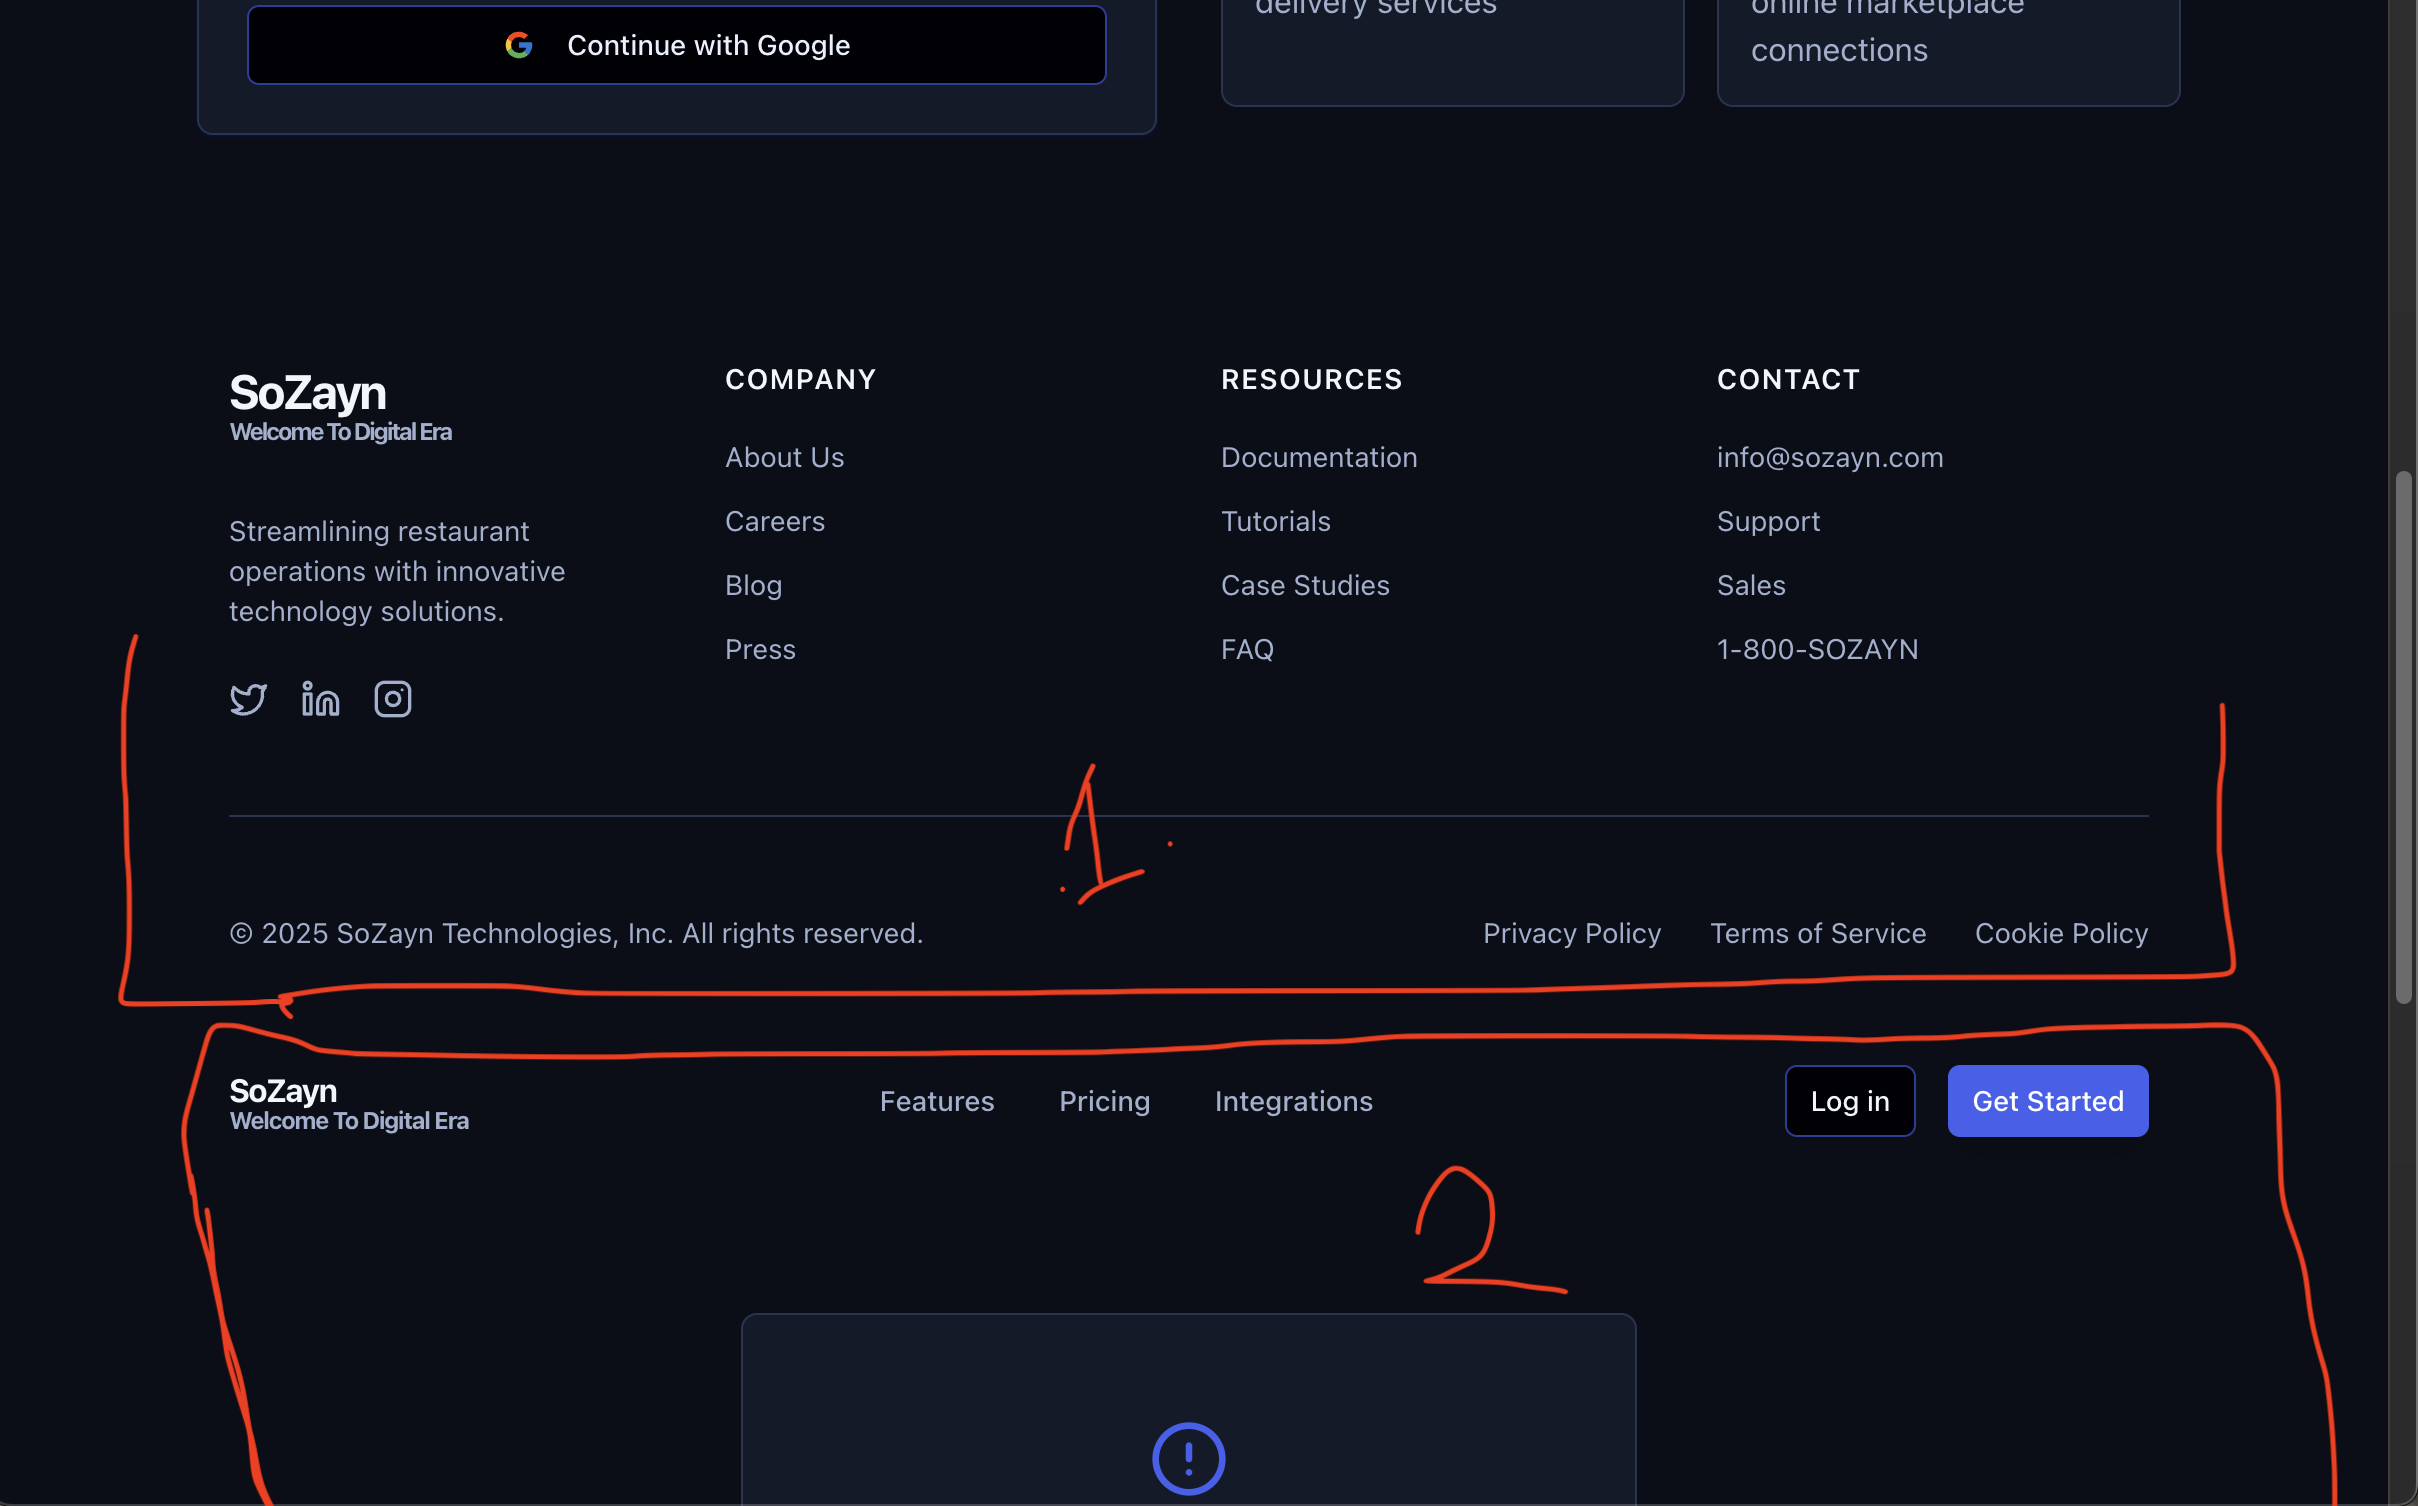 delivery services
online marketplace
connections
Continue with Google
SoZayn
Welcome To Digital Era
Streamlining restaurant
operations with innovative
technology solutions.
COMPANY
About Us
Careers
Blog
Press
RESOURCES
Documentation
Tutorials
Case Studies
FAQ
CONTACT
info@sozayn.com
Support
Sales
1-800-SOZAYN
1
© 2025 SoZayn Technologies, Inc. All rights reserved.
Privacy Policy Terms of Service Cookie Policy
SoZayn
Welcome To Digital Era
Features Pricing Integrations
Log in Get Started
2